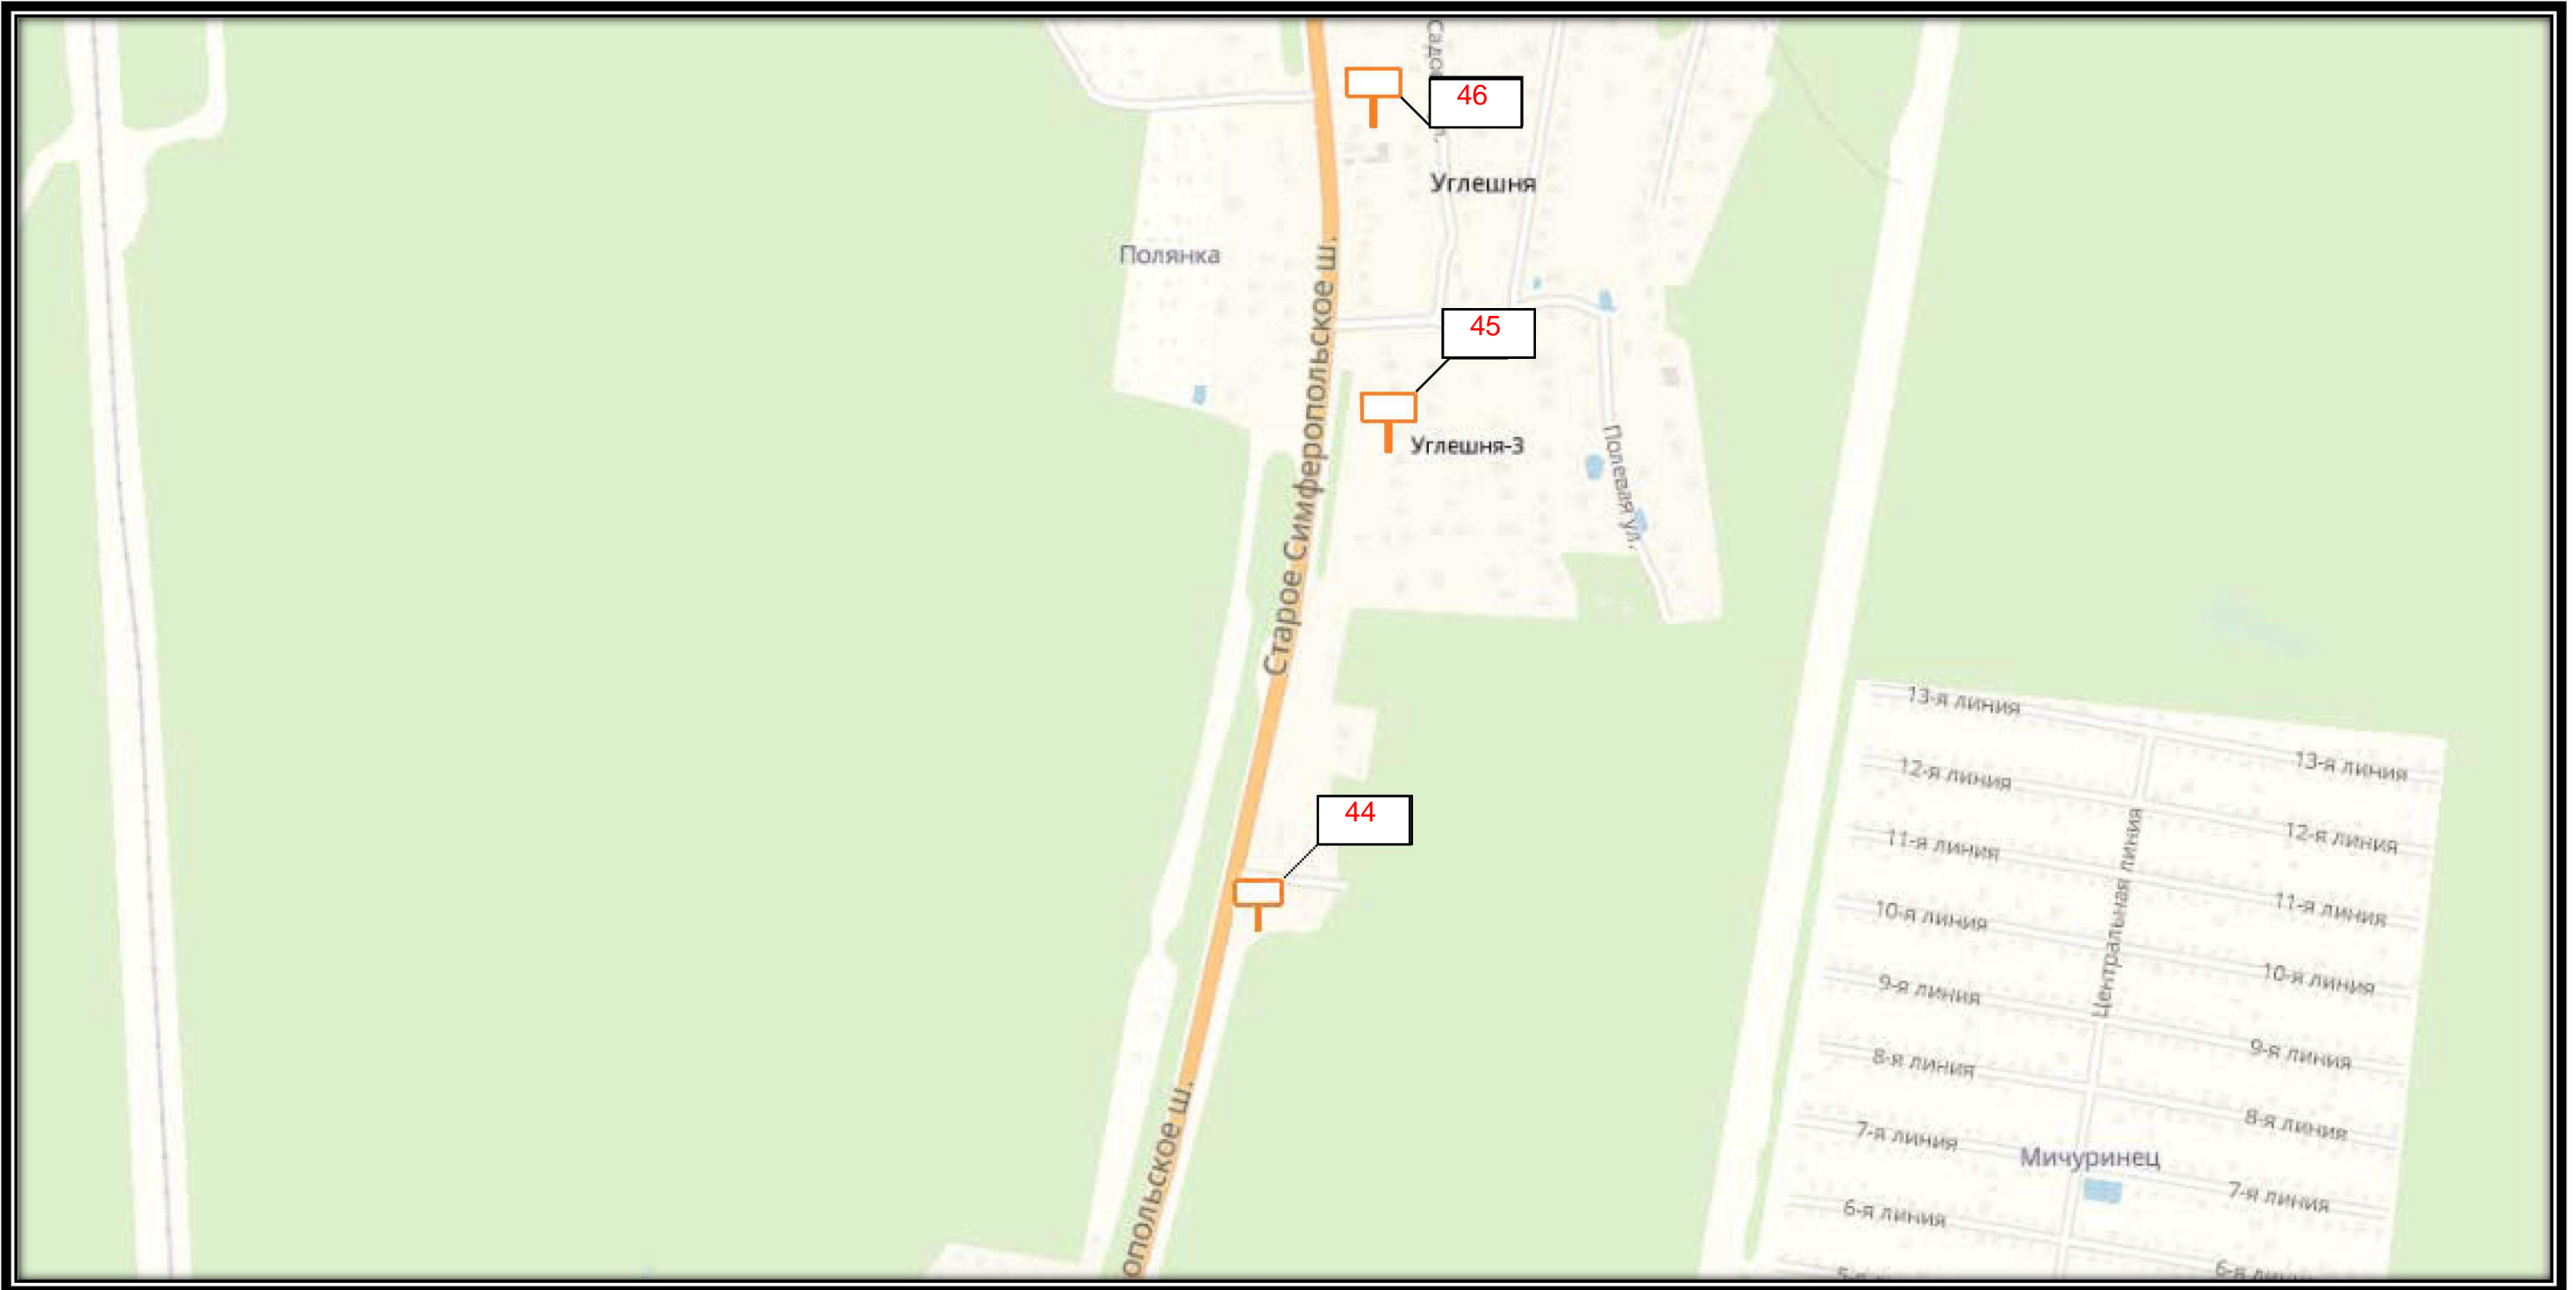 Садо
46
Углешня
Полянка
Старое Симферопольское ш.
45
Углешня-3
Полевая ул.
13-я линия
13-я линия
12-я линия
12-я линия
44
11-я линия
11-я линия
Центральная линия
10-я линия
10-я линия
9-я линия
9-я линия
8-я линия
8-я линия
опольское ш.
7-я линия
Мичуринец
7-я линия
6-я линия